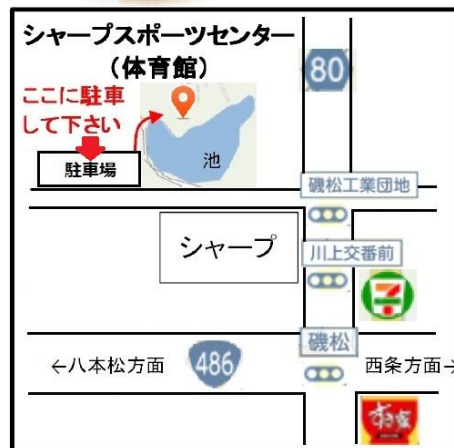 シャープスポーツセンター
(体育館)
80
ここに駐車
して下さい
池
駐車場
磯松工業団地
シャープ
川上交番前
7
磯松
←八本松方面
486
西条方面→
すき家